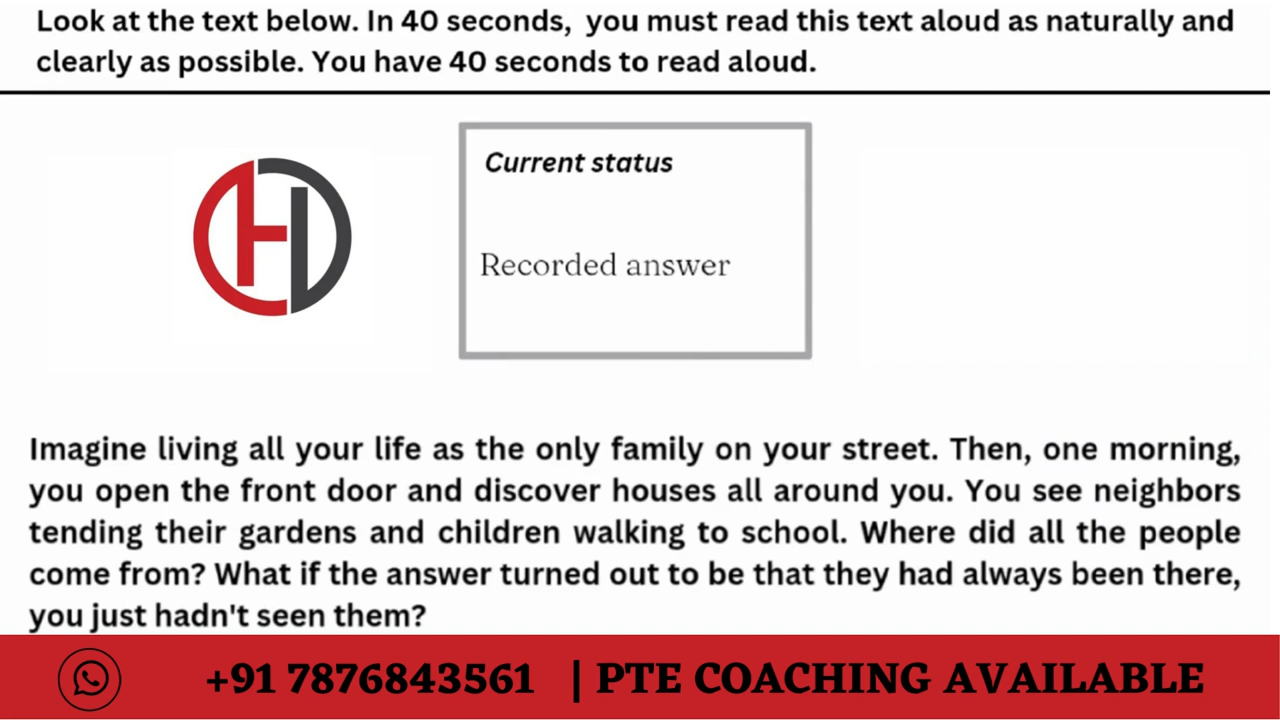 Look at the text below. In 40 seconds, you must read this text aloud as naturally and
clearly as possible. You have 40 seconds to read aloud.
Current status
Recorded answer
Imagine living all your life as the only family on your street. Then, one morning,
you open the front door and discover houses all around you. You see neighbors
tending their gardens and children walking to school. Where did all the people
come from? What if the answer turned out to be that they had always been there,
you just hadn't seen them?
+91 7876843561 | PTE COACHING AVAILABLE